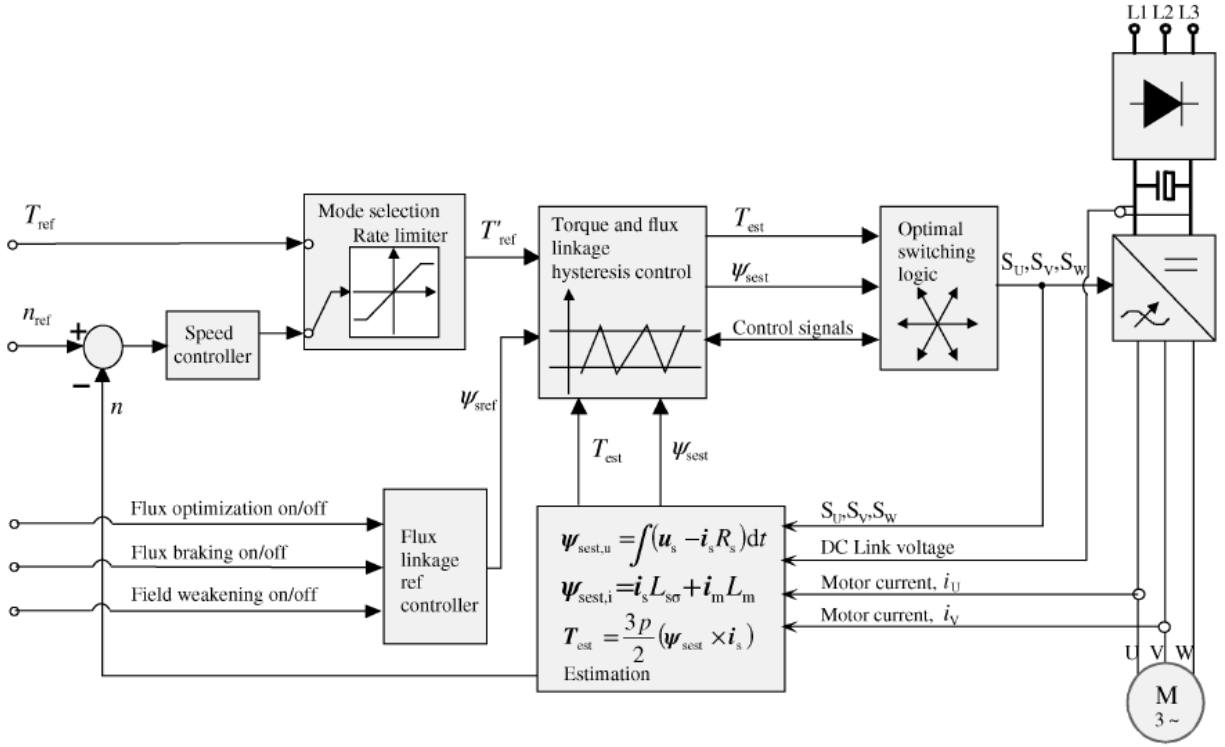 L1 L2 L3
T_ref
Mode selection
Rate limiter
T'_ref
Torque and flux
linkage
hysteresis control
T_est
Optimal
switching
logic
ψ_sest
S_U,S_V,S_W
n_ref
+
Speed
controller
Control signals
−
n
ψ_sref
T_est
ψ_sest
Flux optimization on/off
Flux braking on/off
Field weakening on/off
Flux
linkage
ref
controller
ψ_sest,u = ∫(u_s − i_s R_s)dt
ψ_sest,i = i_s L_sσ + i_m L_m
T_est = 3p/2 (ψ_sest × i_s)
Estimation
S_U,S_V,S_W
DC Link voltage
Motor current, i_U
Motor current, i_V
U V W
M
3 ~